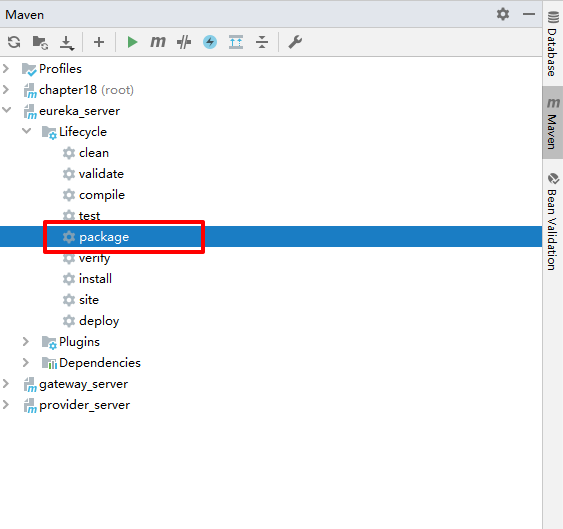 Maven
Profiles
chapter18 (root)
eureka_server
Lifecycle
clean
validate
compile
test
package
verify
install
site
deploy
Plugins
Dependencies
gateway_server
provider_server
Database
m Maven
Bean Validation